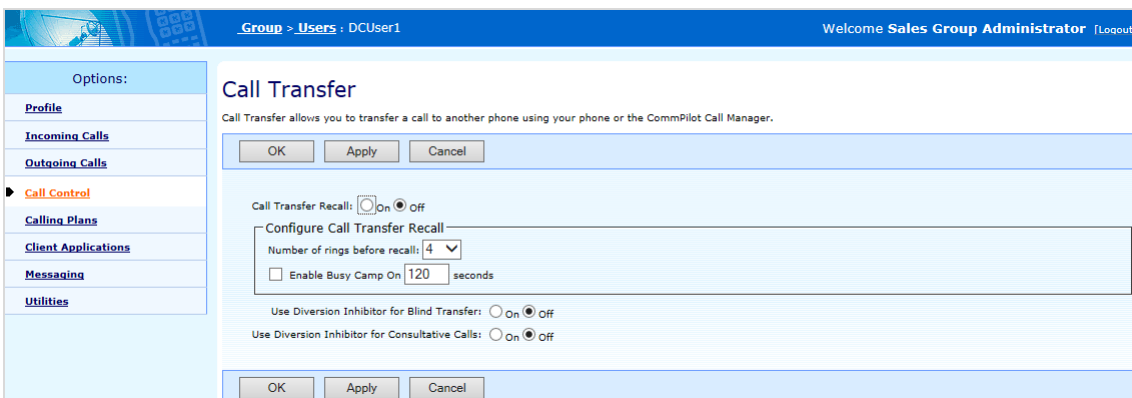 Group > Users : DCUser1
Welcome Sales Group Administrator [Logout
Options:
Profile
Incoming Calls
Outgoing Calls
Call Control
Calling Plans
Client Applications
Messaging
Utilities
Call Transfer
Call Transfer allows you to transfer a call to another phone using your phone or the CommPilot Call Manager.
OK Apply Cancel
Call Transfer Recall: On Off
Configure Call Transfer Recall
Number of rings before recall: 4
Enable Busy Camp On 120 seconds
Use Diversion Inhibitor for Blind Transfer: On Off
Use Diversion Inhibitor for Consultative Calls: On Off
OK Apply Cancel